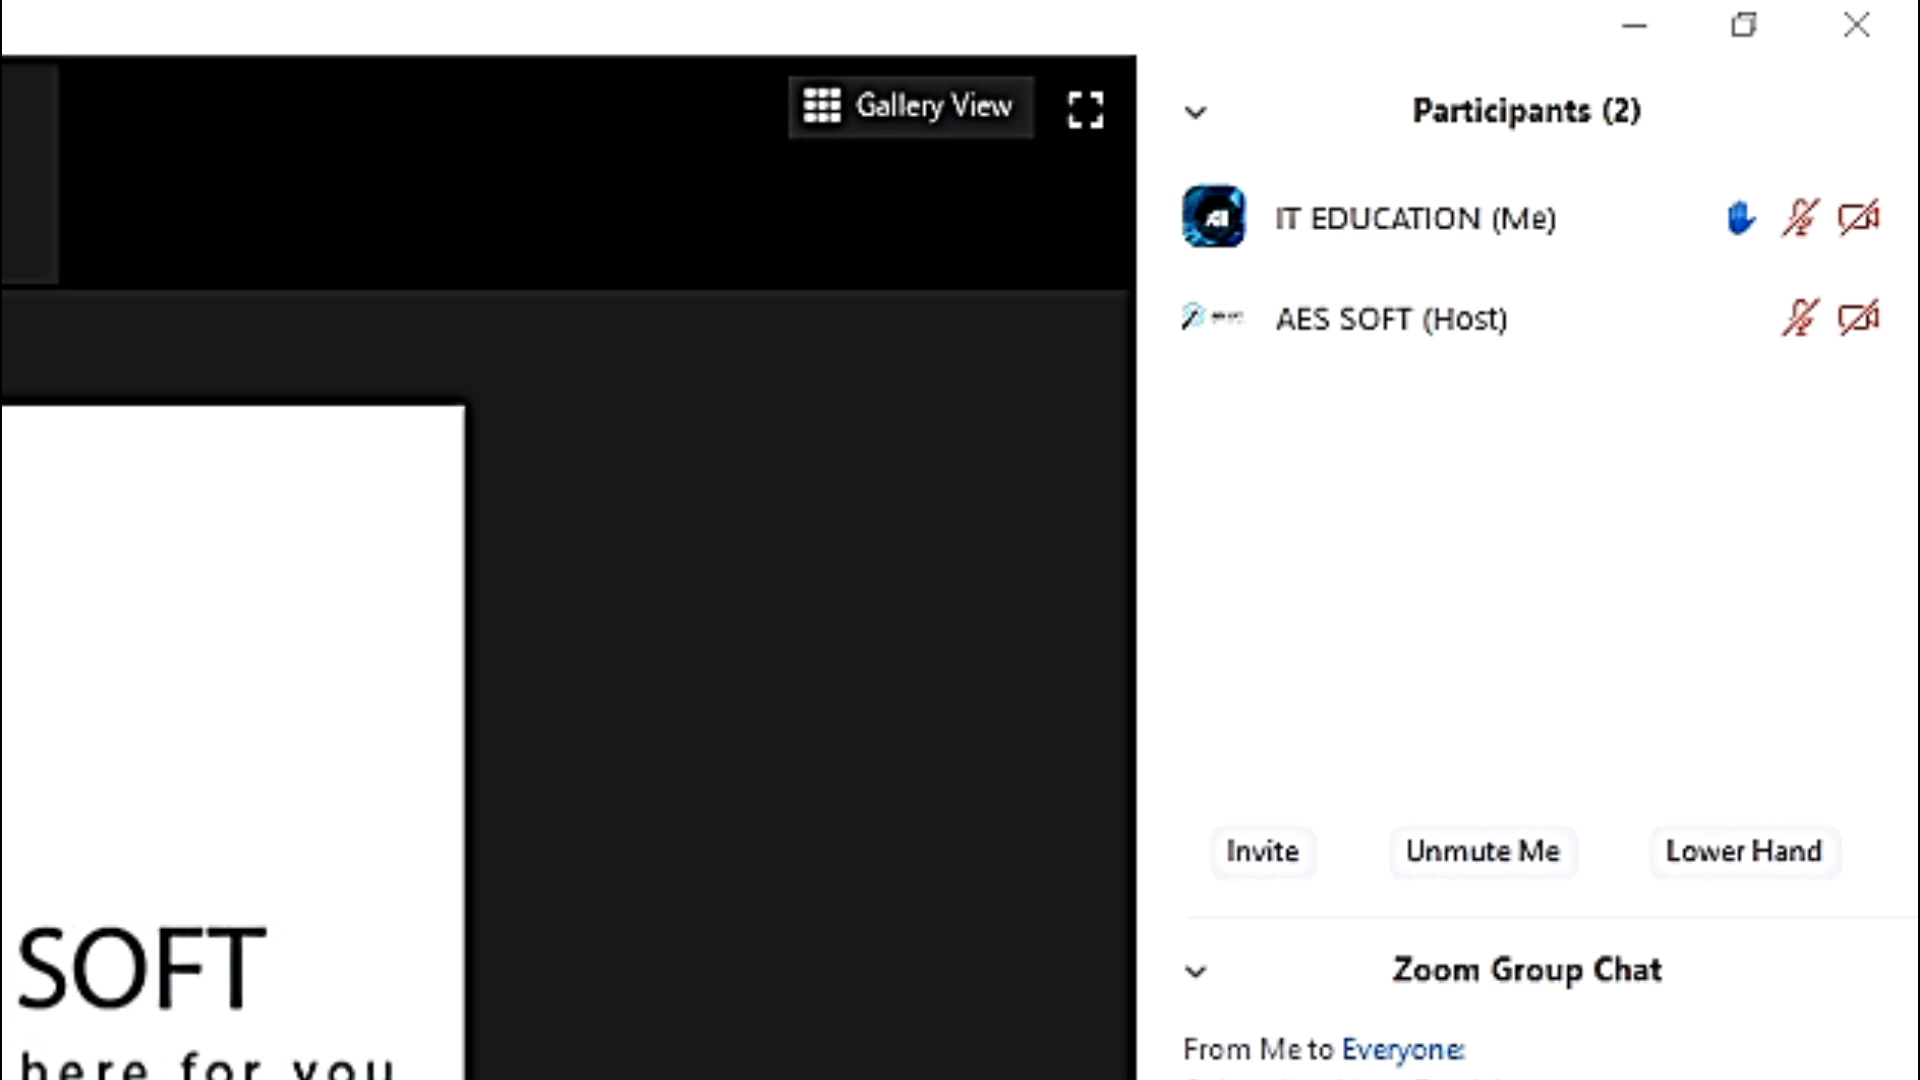 Gallery View
Participants (2)
IT EDUCATION (Me)
AES SOFT (Host)
Invite
Unmute Me
Lower Hand
SOFT
here for you
Zoom Group Chat
From Me to Everyone: